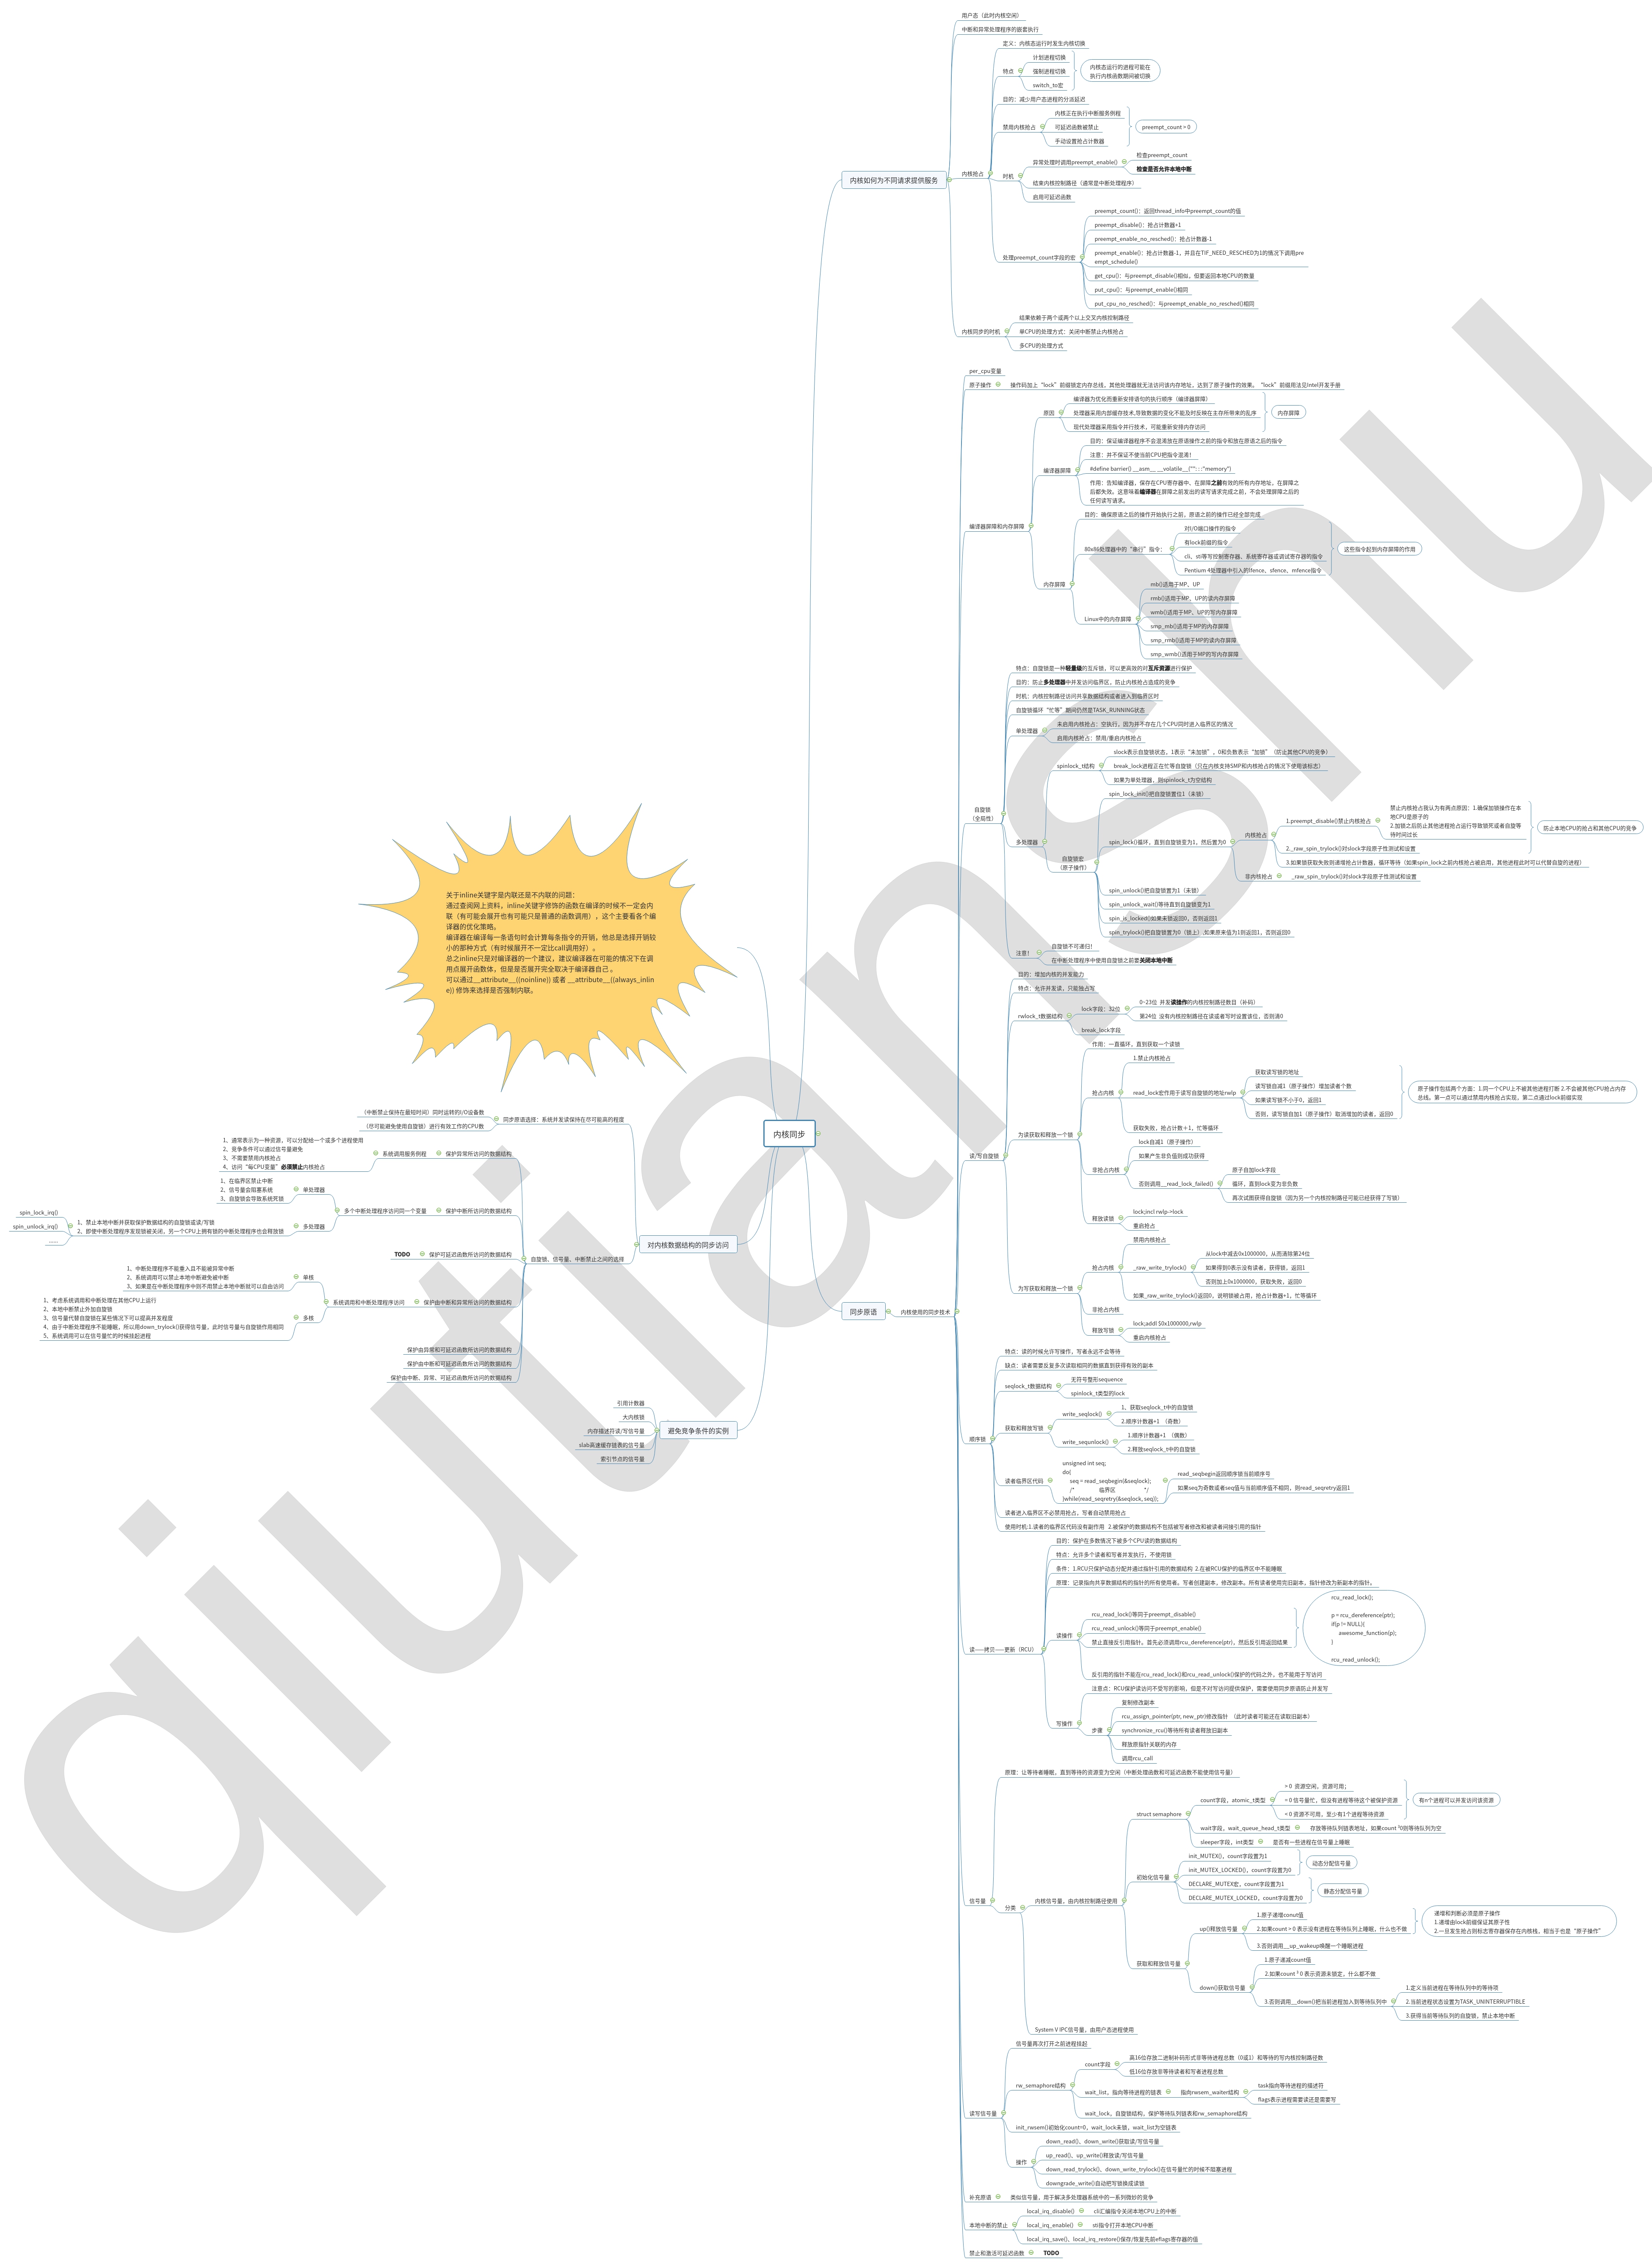 用户态（此时内核空闲）
中断和异常处理程序的嵌套执行
定义：内核态运行时发生内核切换
计划进程切换
特点
强制进程切换
switch_to宏
内核态运行的进程可能在
执行内核函数期间被切换
目的：减少用户态进程的分派延迟
内核正在执行中断服务例程
禁用内核抢占
可延迟函数被禁止
手动设置抢占计数器
preempt_count > 0
检查preempt_count
异常处理时调用preempt_enable()
检查是否允许本地中断
内核抢占
时机
结束内核控制路径（通常是中断处理程序）
启用可延迟函数
内核如何为不同请求提供服务
preempt_count()：返回thread_info中preempt_count的值
preempt_disable()：抢占计数器+1
preempt_enable_no_resched()：抢占计数器-1
处理preempt_count字段的宏
preempt_enable()：抢占计数器-1，并且在TIF_NEED_RESCHED为1的情况下调用pre
empt_schedule()
get_cpu()：与preempt_disable()相似，但要返回本地CPU的数量
put_cpu()：与preempt_enable()相同
put_cpu_no_resched()：与preempt_enable_no_resched()相同
结果依赖于两个或两个以上交叉内核控制路径
内核同步的时机
单CPU的处理方式：关闭中断禁止内核抢占
多CPU的处理方式
per_cpu变量
原子操作
操作码加上“lock”前缀锁定内存总线，其他处理器就无法访问该内存地址，达到了原子操作的效果。“lock”前缀用法见Intel开发手册
编译器为优化而重新安排语句的执行顺序（编译器屏障）
原因
处理器采用内部缓存技术,导致数据的变化不能及时反映在主存所带来的乱序
现代处理器采用指令并行技术，可能重新安排内存访问
内存屏障
目的：保证编译器程序不会混淆放在原语操作之前的指令和放在原语之后的指令
注意：并不保证不使当前CPU把指令混淆！
编译器屏障
#define barrier() __asm__ __volatile__("": : :"memory")
作用：告知编译器，保存在CPU寄存器中、在屏障之前有效的所有内存地址，在屏障之
后都失效。这意味着编译器在屏障之前发出的读写请求完成之前，不会处理屏障之后的
任何读写请求。
编译器屏障和内存屏障
目的：确保原语之后的操作开始执行之前，原语之前的操作已经全部完成
对I/O端口操作的指令
80x86处理器中的“串行”指令：
有lock前缀的指令
cli、sti等写控制寄存器、系统寄存器或调试寄存器的指令
Pentium 4处理器中引入的lfence、sfence、mfence指令
这些指令起到内存屏障的作用
内存屏障
mb()适用于MP、UP
rmb()适用于MP、UP的读内存屏障
wmb()适用于MP、UP的写内存屏障
Linux中的内存屏障
smp_mb()适用于MP的内存屏障
smp_rmb()适用于MP的读内存屏障
smp_wmb()适用于MP的写内存屏障
特点：自旋锁是一种轻量级的互斥锁，可以更高效的对互斥资源进行保护
目的：防止多处理器中并发访问临界区，防止内核抢占造成的竞争
时机：内核控制路径访问共享数据结构或者进入到临界区时
自旋锁循环“忙等”期间仍然是TASK_RUNNING状态
单处理器
未启用内核抢占：空执行，因为并不存在几个CPU同时进入临界区的情况
启用内核抢占：禁用/重启内核抢占
spinlock_t结构
slock表示自旋锁状态，1表示“未加锁”，0和负数表示“加锁”（防止其他CPU的竞争）
break_lock进程正在忙等自旋锁（只在内核支持SMP和内核抢占的情况下使用该标志）
如果为单处理器，则spinlock_t为空结构
自旋锁
（全局性）
多处理器
自旋锁宏
（原子操作）
spin_lock_init()把自旋锁置位1（未锁）
spin_lock()循环，直到自旋锁变为1，然后置为0
内核抢占
1.preempt_disable()禁止内核抢占
禁止内核抢占我认为有两点原因：1.确保加锁操作在本
地CPU是原子的
2.加锁之后防止其他进程抢占运行导致锁死或者自旋等
待时间过长
2._raw_spin_trylock()对slock字段原子性测试和设置
防止本地CPU的抢占和其他CPU的竞争
3.如果锁获取失败则递增抢占计数器，循环等待（如果spin_lock之前内核抢占被启用，其他进程此时可以代替自旋的进程）
非内核抢占
_raw_spin_trylock()对slock字段原子性测试和设置
spin_unlock()把自旋锁置为1（未锁）
spin_unlock_wait()等待直到自旋锁变为1
spin_is_locked()如果未锁返回0，否则返回1
spin_trylock()把自旋锁置为0（锁上）.如果原来值为1则返回1，否则返回0
注意！
自旋锁不可递归！
在中断处理程序中使用自旋锁之前要关闭本地中断
目的：增加内核的并发能力
特点：允许并发读，只能独占写
rwlock_t数据结构
lock字段：32位
0~23位 并发读操作的内核控制路径数目（补码）
第24位 没有内核控制路径在读或者写时设置该位，否则清0
break_lock字段
作用：一直循环，直到获取一个读锁
1.禁止内核抢占
抢占内核
read_lock宏作用于读写自旋锁的地址rwlp
获取读写锁的地址
读写锁自减1（原子操作）增加读者个数
如果读写锁不小于0，返回1
否则，读写锁自加1（原子操作）取消增加的读者，返回0
原子操作包括两个方面：1.同一个CPU上不被其他进程打断 2.不会被其他CPU抢占内存
总线。第一点可以通过禁用内核抢占实现，第二点通过lock前缀实现
获取失败，抢占计数＋1，忙等循环
为读获取和释放一个锁
lock自减1（原子操作）
非抢占内核
如果产生非负值则成功获得
否则调用__read_lock_failed()
原子自加lock字段
循环，直到lock变为非负数
再次试图获得自旋锁（因为另一个内核控制路径可能已经获得了写锁）
读/写自旋锁
释放读锁
lock;incl rwlp->lock
重启抢占
禁用内核抢占
抢占内核
_raw_write_trylock()
从lock中减去0x1000000，从而清除第24位
如果得到0表示没有读者，获得锁，返回1
否则加上0x1000000，获取失败，返回0
如果_raw_write_trylock()返回0，说明锁被占用，抢占计数器+1，忙等循环
为写获取和释放一个锁
非抢占内核
释放写锁
lock;addl $0x1000000,rwlp
重启内核抢占
特点：读的时候允许写操作，写者永远不会等待
缺点：读者需要反复多次读取相同的数据直到获得有效的副本
seqlock_t数据结构
无符号整形sequence
spinlock_t类型的lock
获取和释放写锁
write_seqlock()
1、获取seqlock_t中的自旋锁
2.顺序计数器+1 （奇数）
write_sequnlock()
1.顺序计数器+1 （偶数）
2.释放seqlock_t中的自旋锁
顺序锁
读者临界区代码
unsigned int seq;
do{
seq = read_seqbegin(&seqlock);
/* 临界区 */
}while(read_seqretry(&seqlock, seq));
read_seqbegin返回顺序锁当前顺序号
如果seq为奇数或者seq值与当前顺序值不相同，则read_seqretry返回1
读者进入临界区不必禁用抢占，写者自动禁用抢占
使用时机:1.读者的临界区代码没有副作用 2.被保护的数据结构不包括被写者修改和被读者间接引用的指针
目的：保护在多数情况下被多个CPU读的数据结构
特点：允许多个读者和写者并发执行，不使用锁
条件：1.RCU只保护动态分配并通过指针引用的数据结构 2.在被RCU保护的临界区中不能睡眠
原理：记录指向共享数据结构的指针的所有使用者。写者创建副本，修改副本。所有读者使用完旧副本，指针修改为新副本的指针。
rcu_read_lock()等同于preempt_disable()
读操作
rcu_read_unlock()等同于preempt_enable()
禁止直接反引用指针。首先必须调用rcu_dereference(ptr)，然后反引用返回结果
rcu_read_lock();
p = rcu_dereference(ptr);
if(p != NULL){
awesome_function(p);
}
rcu_read_unlock();
读——拷贝——更新（RCU）
反引用的指针不能在rcu_read_lock()和rcu_read_unlock()保护的代码之外，也不能用于写访问
注意点：RCU保护读访问不受写的影响，但是不对写访问提供保护，需要使用同步原语防止并发写
写操作
复制修改副本
rcu_assign_pointer(ptr, new_ptr)修改指针 （此时读者可能还在读取旧副本）
步骤
synchronize_rcu()等待所有读者释放旧副本
释放原指针关联的内存
调用rcu_call
原理：让等待者睡眠，直到等待的资源变为空闲（中断处理函数和可延迟函数不能使用信号量）
struct semaphore
count字段，atomic_t类型
> 0 资源空闲，资源可用；
= 0 信号量忙，但没有进程等待这个被保护资源
< 0 资源不可用，至少有1个进程等待资源
有n个进程可以并发访问该资源
wait字段，wait_queue_head_t类型
存放等待队列链表地址，如果count ³0则等待队列为空
sleeper字段，int类型
是否有一些进程在信号量上睡眠
初始化信号量
init_MUTEX()，count字段置为1
init_MUTEX_LOCKED()，count字段置为0
动态分配信号量
DECLARE_MUTEX宏，count字段置为1
DECLARE_MUTEX_LOCKED，count字段置为0
静态分配信号量
信号量
分类
内核信号量，由内核控制路径使用
获取和释放信号量
up()释放信号量
1.原子递增conut值
2.如果count > 0 表示没有进程在等待队列上睡眠，什么也不做
3.否则调用__up_wakeup唤醒一个睡眠进程
递增和判断必须是原子操作
1.递增由lock前缀保证其原子性
2.一旦发生抢占则标志寄存器保存在内核栈，相当于也是“原子操作”
down()获取信号量
1.原子递减count值
2.如果count ³ 0 表示资源未锁定，什么都不做
3.否则调用__down()把当前进程加入到等待队列中
1.定义当前进程在等待队列中的等待项
2.当前进程状态设置为TASK_UNINTERRUPTIBLE
3.获得当前等待队列的自旋锁，禁止本地中断
System V IPC信号量，由用户态进程使用
信号量再次打开之前进程挂起
rw_semaphore结构
count字段
高16位存放二进制补码形式非等待进程总数（0或1）和等待的写内核控制路径数
低16位存放非等待读者和写者进程总数
wait_list，指向等待进程的链表
指向rwsem_waiter结构
task指向等待进程的描述符
flags表示进程需要读还是需要写
wait_lock，自旋锁结构，保护等待队列链表和rw_semaphore结构
读写信号量
init_rwsem()初始化count=0，wait_lock未锁，wait_list为空链表
操作
down_read()、down_write()获取读/写信号量
up_read()、up_write()释放读/写信号量
down_read_trylock()、down_write_trylock()在信号量忙的时候不阻塞进程
downgrade_write()自动把写锁换成读锁
补充原语
类似信号量，用于解决多处理器系统中的一系列微妙的竞争
本地中断的禁止
local_irq_disable()
cli汇编指令关闭本地CPU上的中断
local_irq_enable()
sti指令打开本地CPU中断
local_irq_save()、local_irq_restore()保存/恢复先前eflags寄存器的值
禁止和激活可延迟函数
TODO
同步原语
内核使用的同步技术
内核同步
关于inline关键字是内联还是不内联的问题：
通过查阅网上资料，inline关键字修饰的函数在编译的时候不一定会内
联（有可能会展开也有可能只是普通的函数调用），这个主要看各个编
译器的优化策略。
编译器在编译每一条语句时会计算每条指令的开销，他总是选择开销较
小的那种方式（有时候展开不一定比call调用好）。
总之inline只是对编译器的一个建议，建议编译器在可能的情况下在调
用点展开函数体，但是是否展开完全取决于编译器自己 。
可以通过__attribute__((noinline)) 或者 __attribute__((always_inlin
e)) 修饰来选择是否强制内联。
（中断禁止保持在最短时间）同时运转的I/O设备数
（尽可能避免使用自旋锁）进行有效工作的CPU数
同步原语选择：系统并发读保持在尽可能高的程度
1、通常表示为一种资源，可以分配给一个或多个进程使用
2、竞争条件可以通过信号量避免
3、不需要禁用内核抢占
4、访问“每CPU变量”必须禁止内核抢占
系统调用服务例程
保护异常所访问的数据结构
1、在临界区禁止中断
2、信号量会阻塞系统
3、自旋锁会导致系统死锁
单处理器
多个中断处理程序访问同一个变量
保护中断所访问的数据结构
spin_lock_irq()
spin_unlock_irq()
......
1、禁止本地中断并获取保护数据结构的自旋锁或读/写锁
2、即使中断处理程序发现锁被关闭，另一个CPU上拥有锁的中断处理程序也会释放锁
多处理器
对内核数据结构的同步访问
TODO
保护可延迟函数所访问的数据结构
自旋锁、信号量，中断禁止之间的选择
1、中断处理程序不能重入且不能被异常中断
2、系统调用可以禁止本地中断避免被中断
3、如果是在中断处理程序中则不用禁止本地中断就可以自由访问
单核
系统调用和中断处理程序访问
保护由中断和异常所访问的数据结构
1、考虑系统调用和中断处理在其他CPU上运行
2、本地中断禁止外加自旋锁
3、信号量代替自旋锁在某些情况下可以提高并发程度
4、由于中断处理程序不能睡眠，所以用down_trylock()获得信号量，此时信号量与自旋锁作用相同
5、系统调用可以在信号量忙的时候挂起进程
多核
保护由异常和可延迟函数所访问的数据结构
保护由中断和可延迟函数所访问的数据结构
保护由中断、异常、可延迟函数所访问的数据结构
引用计数器
大内核锁
内存描述符读/写信号量
slab高速缓存链表的信号量
索引节点的信号量
避免竞争条件的实例
qiutianshu